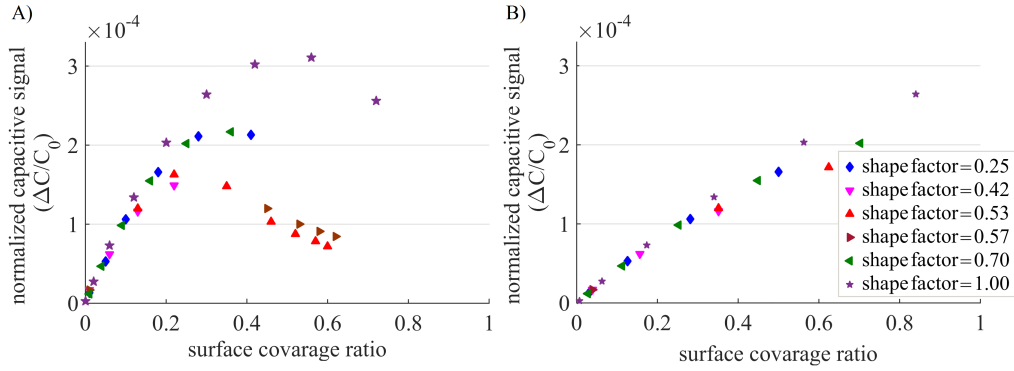 A)
×10⁻⁴
normalized capacitive signal
(ΔC/C₀)
3
2
1
0
0 0.2 0.4 0.6 0.8 1
surface covarage ratio
B)
×10⁻⁴
normalized capacitive signal
(ΔC/C₀)
3
2
1
0
0 0.2 0.4 0.6 0.8 1
surface covarage ratio
shape factor=0.25
shape factor=0.42
shape factor=0.53
shape factor=0.57
shape factor=0.70
shape factor=1.00